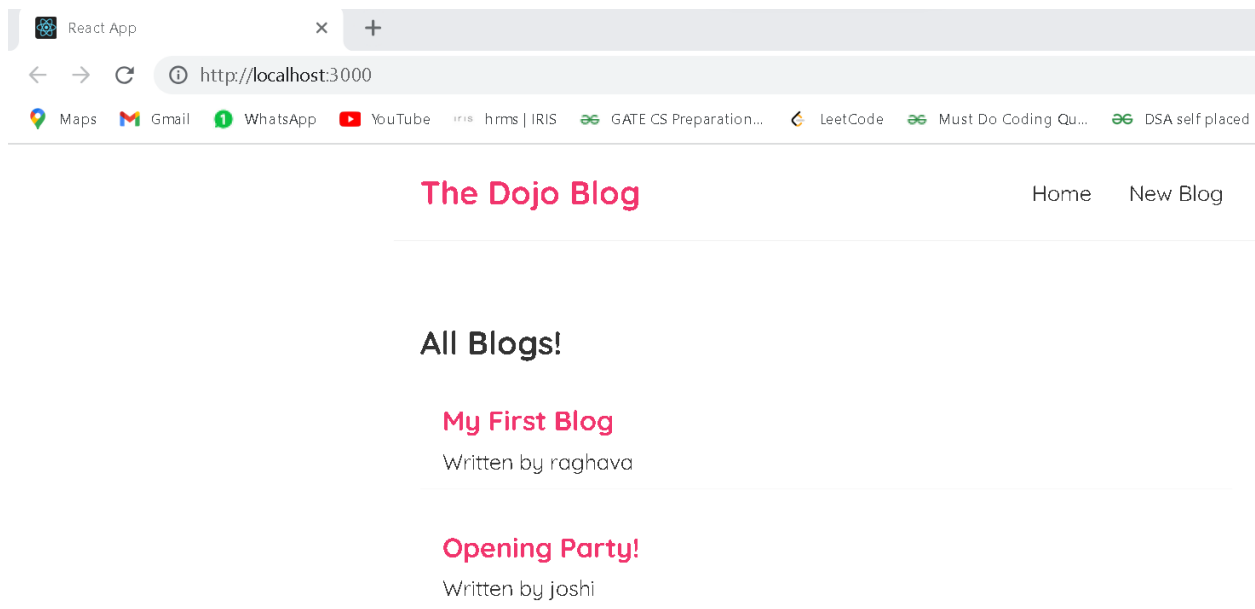 React App
http://localhost:3000
Maps Gmail 1 WhatsApp YouTube iris hrms | IRIS GATE CS Preparation... LeetCode Must Do Coding Qu... DSA self placed
The Dojo Blog Home New Blog
All Blogs!
My First Blog
Written by raghava
Opening Party!
Written by joshi